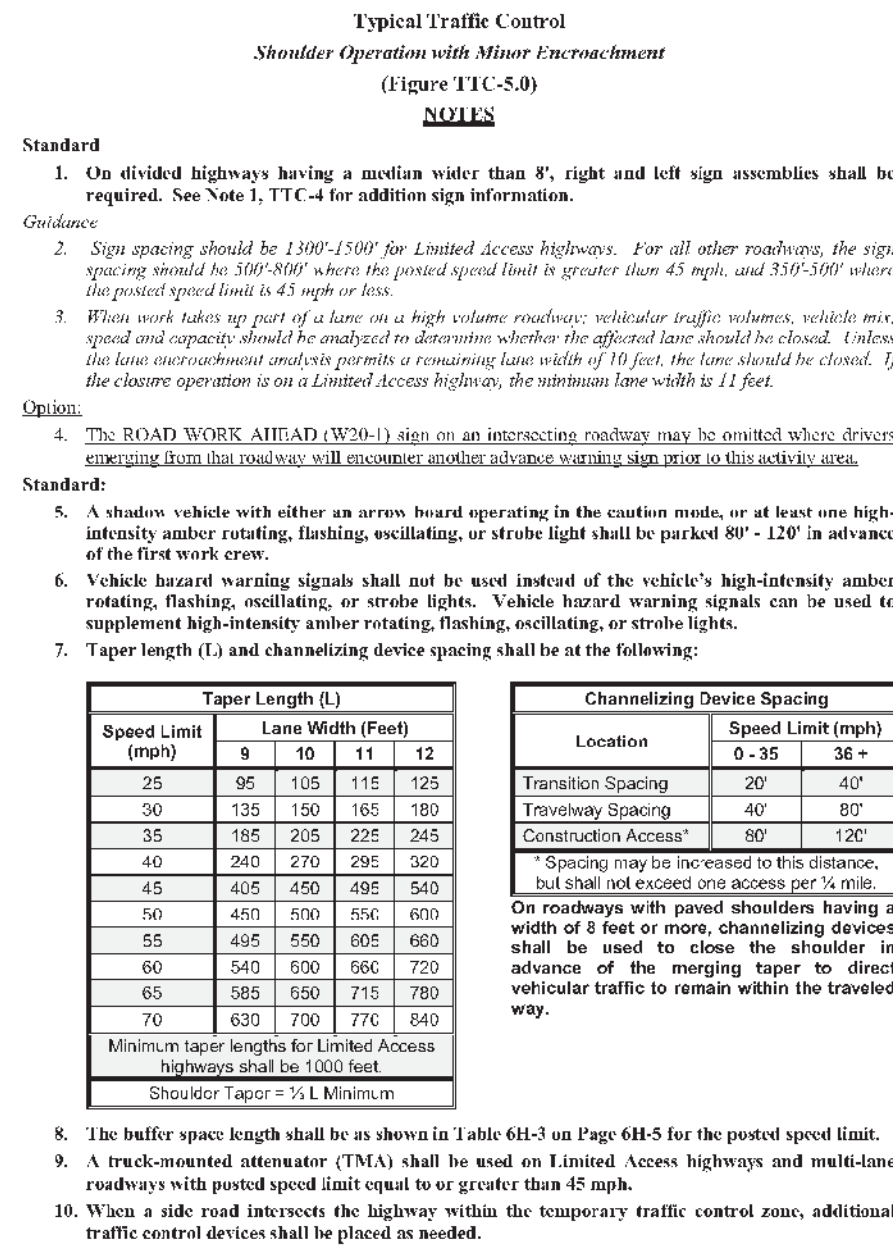 Typical Traffic Control
Shoulder Operation with Minor Encroachment
(Figure TTC-5.0)
NOTES
Standard
1. On divided highways having a median wider than 8', right and left sign assemblies shall be
required. See Note 1, TTC-4 for addition sign information.
Guidance
2. Sign spacing should be 1300'-1500' for Limited Access highways. For all other roadways, the sign
spacing should be 500'-800' where the posted speed limit is greater than 45 mph, and 350'-500' where
the posted speed limit is 45 mph or less.
3. When work takes up part of a lane on a high volume roadway; vehicular traffic volumes, vehicle mix,
speed and capacity should be analyzed to determine whether the affected lane should be closed. Unless
the lane encroachment analysis permits a remaining lane width of 10 feet, the lane should be closed. If
the closure operation is on a Limited Access highway, the minimum lane width is 11 feet.
Option:
4. The ROAD WORK AHEAD (W20-1) sign on an intersecting roadway may be omitted where drivers
emerging from that roadway will encounter another advance warning sign prior to this activity area.
Standard:
5. A shadow vehicle with either an arrow board operating in the caution mode, or at least one high-
intensity amber rotating, flashing, oscillating, or strobe light shall be parked 80' - 120' in advance
of the first work crew.
6. Vehicle hazard warning signals shall not be used instead of the vehicle's high-intensity amber
rotating, flashing, oscillating, or strobe lights. Vehicle hazard warning signals can be used to
supplement high-intensity amber rotating, flashing, oscillating, or strobe lights.
7. Taper length (L) and channelizing device spacing shall be at the following:
Taper Length (L)
Speed Limit (mph) Lane Width (Feet)
9 10 11 12
25 95 105 115 125
30 135 150 165 180
35 185 205 225 245
40 240 270 295 320
45 405 450 495 540
50 450 500 550 600
55 495 550 605 660
60 540 600 660 720
65 585 650 715 780
70 630 700 770 840
Minimum taper lengths for Limited Access
highways shall be 1000 feet.
Shoulder Taper = ⅓ L Minimum
Channelizing Device Spacing
Location Speed Limit (mph)
0 - 35 36 +
Transition Spacing 20' 40'
Travelway Spacing 40' 80'
Construction Access* 80' 120'
* Spacing may be increased to this distance,
but shall not exceed one access per ¼ mile.
On roadways with paved shoulders having a
width of 8 feet or more, channelizing devices
shall be used to close the shoulder in
advance of the merging taper to direct
vehicular traffic to remain within the traveled
way.
8. The buffer space length shall be as shown in Table 6H-3 on Page 6H-5 for the posted speed limit.
9. A truck-mounted attenuator (TMA) shall be used on Limited Access highways and multi-lane
roadways with posted speed limit equal to or greater than 45 mph.
10. When a side road intersects the highway within the temporary traffic control zone, additional
traffic control devices shall be placed as needed.